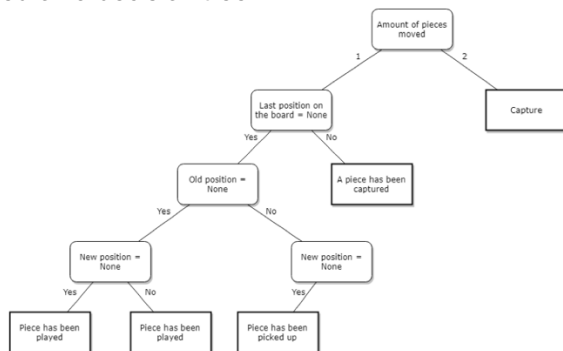 Amount of pieces
moved
1
2
Last position on
the board = None
Capture
Yes
No
Old position =
None
A piece has been
captured
Yes
No
New position =
None
New position =
None
Yes
No
Yes
Piece has been
played
Piece has been
played
Piece has been
picked up